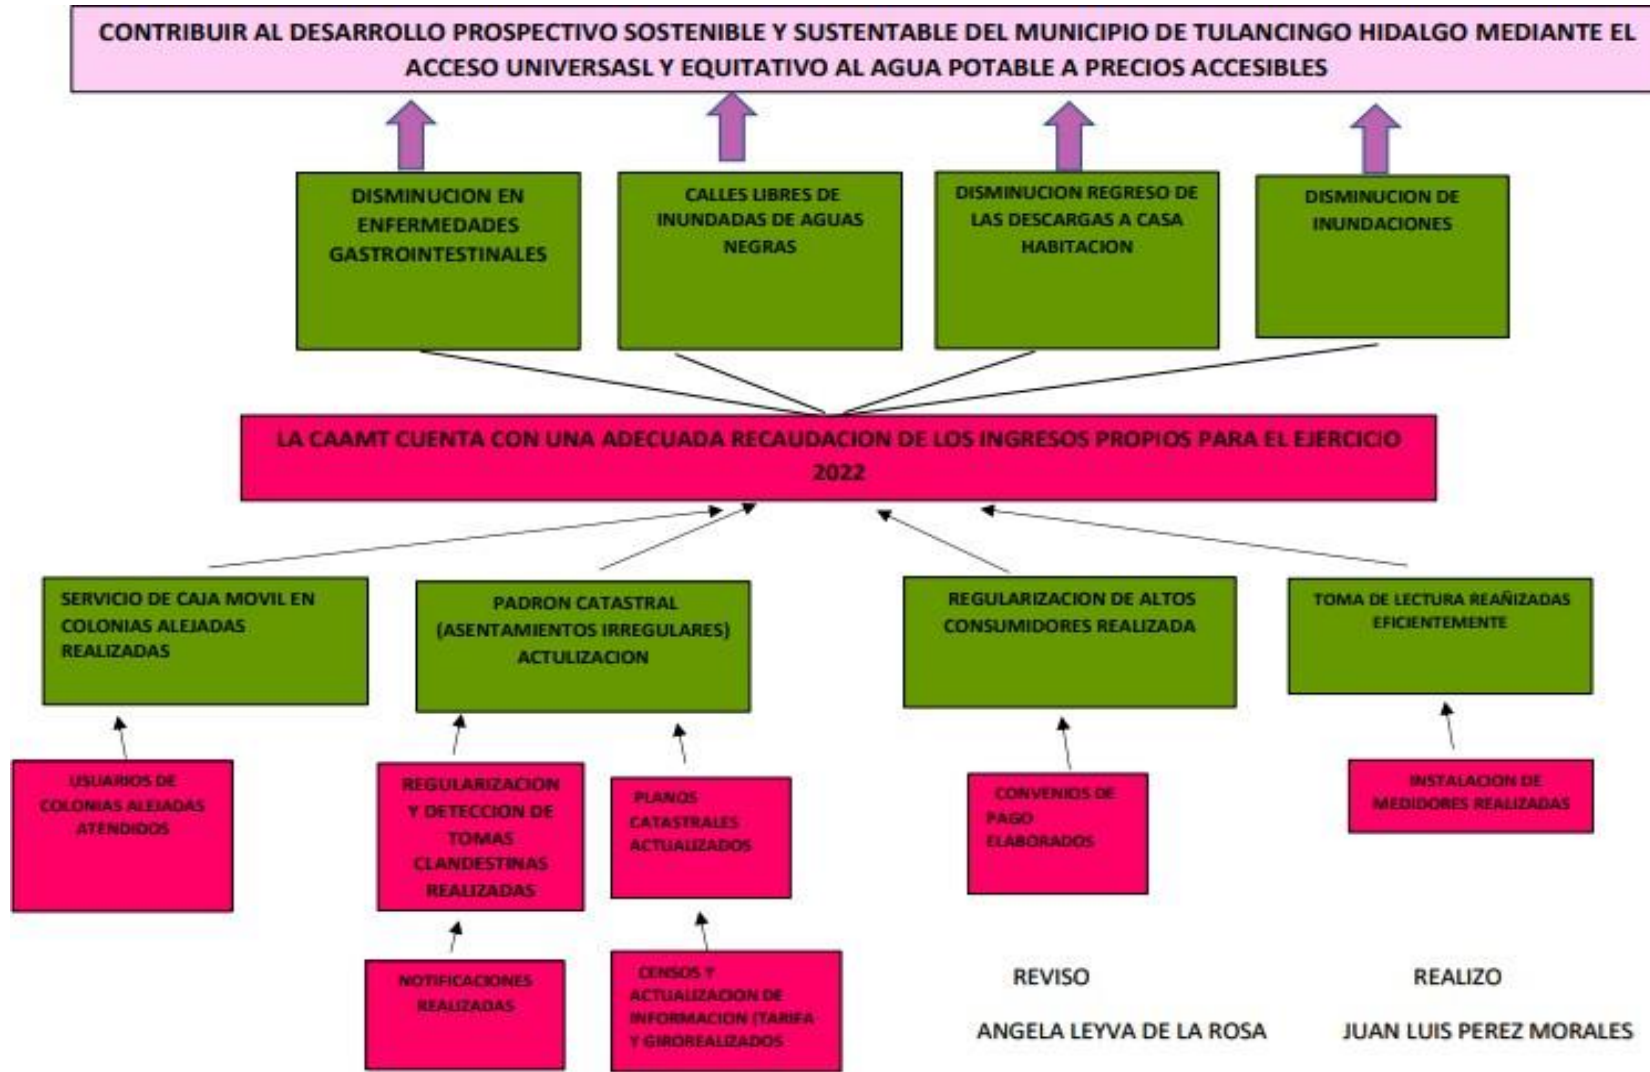 CONTRIBUIR AL DESARROLLO PROSPECTIVO SOSTENIBLE Y SUSTENTABLE DEL MUNICIPIO DE TULANCINGO HIDALGO MEDIANTE EL
ACCESO UNIVERSASL Y EQUITATIVO AL AGUA POTABLE A PRECIOS ACCESIBLES
DISMINUCION EN
ENFERMEDADES
GASTROINTESTINALES
CALLES LIBRES DE
INUNDADAS DE AGUAS
NEGRAS
DISMINUCION REGRESO DE
LAS DESCARGAS A CASA
HABITACION
DISMINUCION DE
INUNDACIONES
LA CAAMT CUENTA CON UNA ADECUADA RECAUDACION DE LOS INGRESOS PROPIOS PARA EL EJERCICIO
2022
SERVICIO DE CAJA MOVIL EN
COLONIAS ALEJADAS
REALIZADAS
PADRON CATASTRAL
(ASENTAMIENTOS IRREGULARES)
ACTULIZACION
REGULARIZACION DE ALTOS
CONSUMIDORES REALIZADA
TOMA DE LECTURA REAÑIZADAS
EFICIENTEMENTE
USUARIOS DE
COLONIAS ALEJADAS
ATENDIDOS
REGULARIZACION
Y DETECCION DE
TOMAS
CLANDESTINAS
REALIZADAS
PLANOS
CATASTRALES
ACTUALIZADOS
CONVENIOS DE
PAGO
ELABORADOS
INSTALACION DE
MEDIDORES REALIZADAS
NOTIFICACIONES
REALIZADAS
CENSOS Y
ACTUALIZACION DE
INFORMACION (TARIFA
Y GIROREALIZADOS
REVISO
ANGELA LEYVA DE LA ROSA
REALIZO
JUAN LUIS PEREZ MORALES